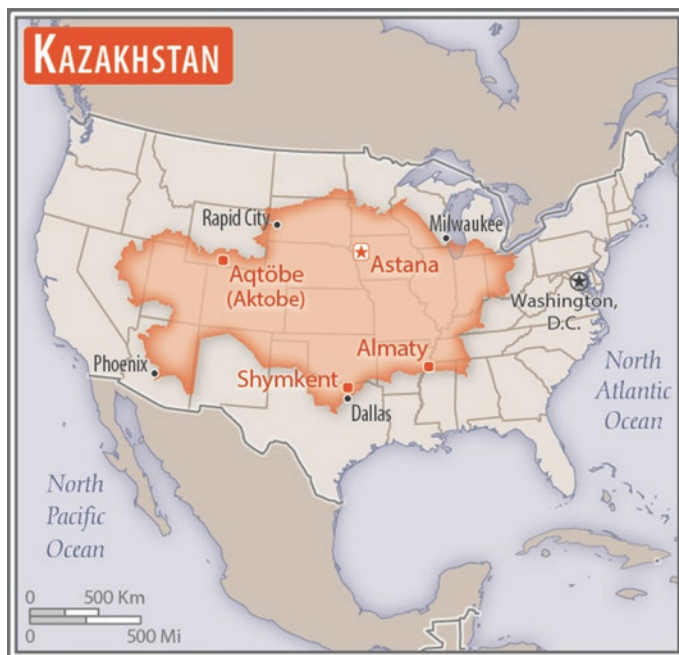 KAZAKHSTAN
Rapid City
Milwaukee
Aqtöbe
(Aktobe)
Astana
Washington,
D.C.
Almaty
Phoenix
Shymkent
Dallas
North
Atlantic
Ocean
North
Pacific
Ocean
0 500 Km
0 500 Mi